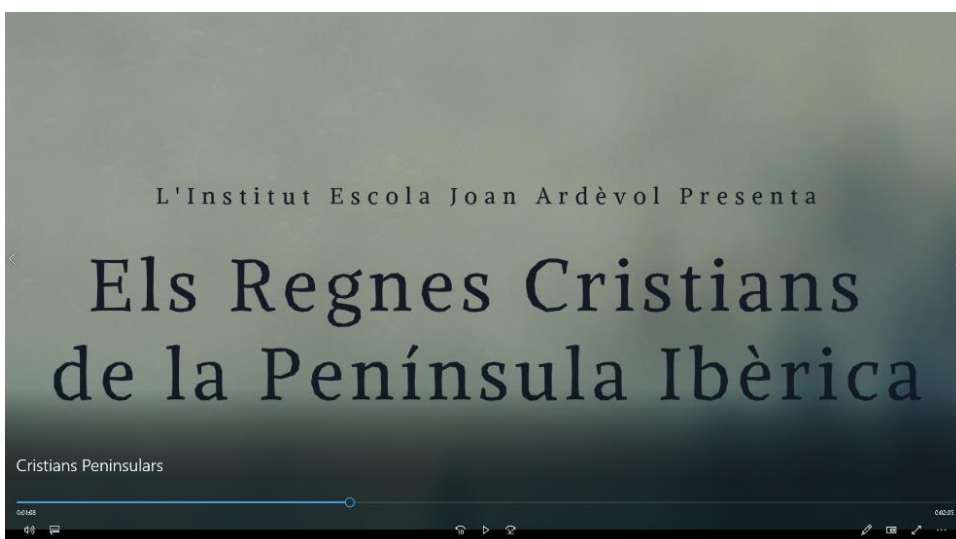 L'Institut Escola Joan Ardèvol Presenta
Els Regnes Cristians
de la Península Ibèrica
Cristians Peninsulars